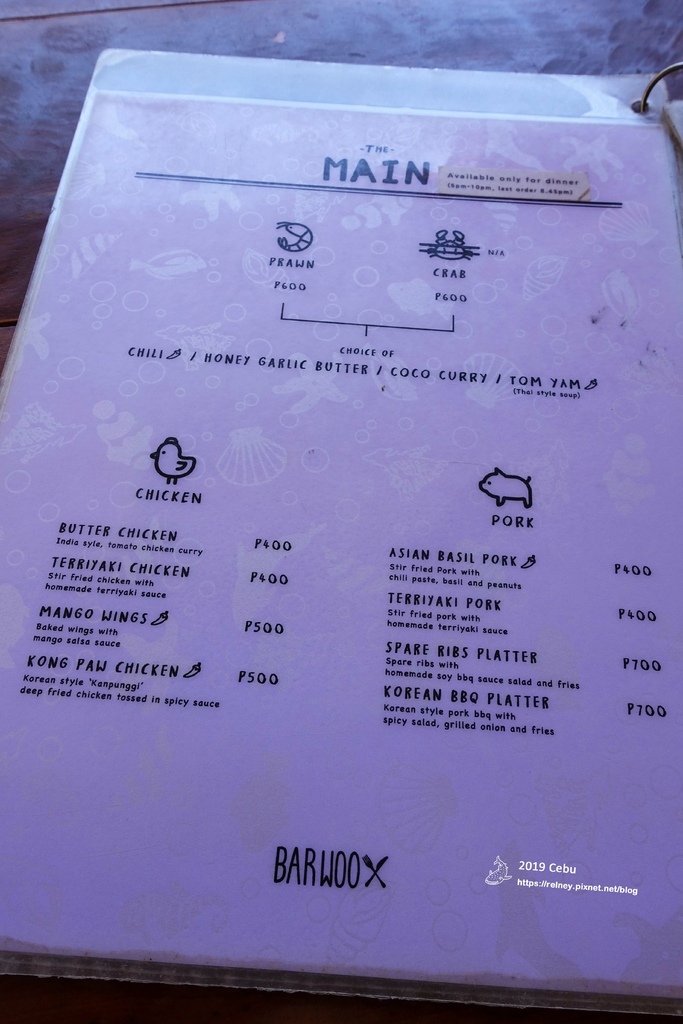 -THE-
MAIN
Available only for dinner
(5pm-10pm, last order 8.45pm)
PRAWN
P600
CRAB
N/A
P600
CHOICE OF
CHILI / HONEY GARLIC BUTTER / COCO CURRY / TOM YAM
(Thai style soup)
CHICKEN
BUTTER CHICKEN P400
India syle, tomato chicken curry
TERRIYAKI CHICKEN P400
Stir fried chicken with
homemade terriyaki sauce
MANGO WINGS P500
Baked wings with
mango salsa sauce
KONG PAW CHICKEN P500
Korean style 'Kanpunggi'
deep fried chicken tossed in spicy sauce
PORK
ASIAN BASIL PORK P400
Stir fried Pork with
chili paste, basil and peanuts
TERRIYAKI PORK P400
Stir fried pork with
homemade terriyaki sauce
SPARE RIBS PLATTER P700
Spare ribs with
homemade soy bbq sauce salad and fries
KOREAN BBQ PLATTER P700
Korean style pork bbq with
spicy salad, grilled onion and fries
BARWOOX
2019 Cebu
https://relney.pixnet.net/blog